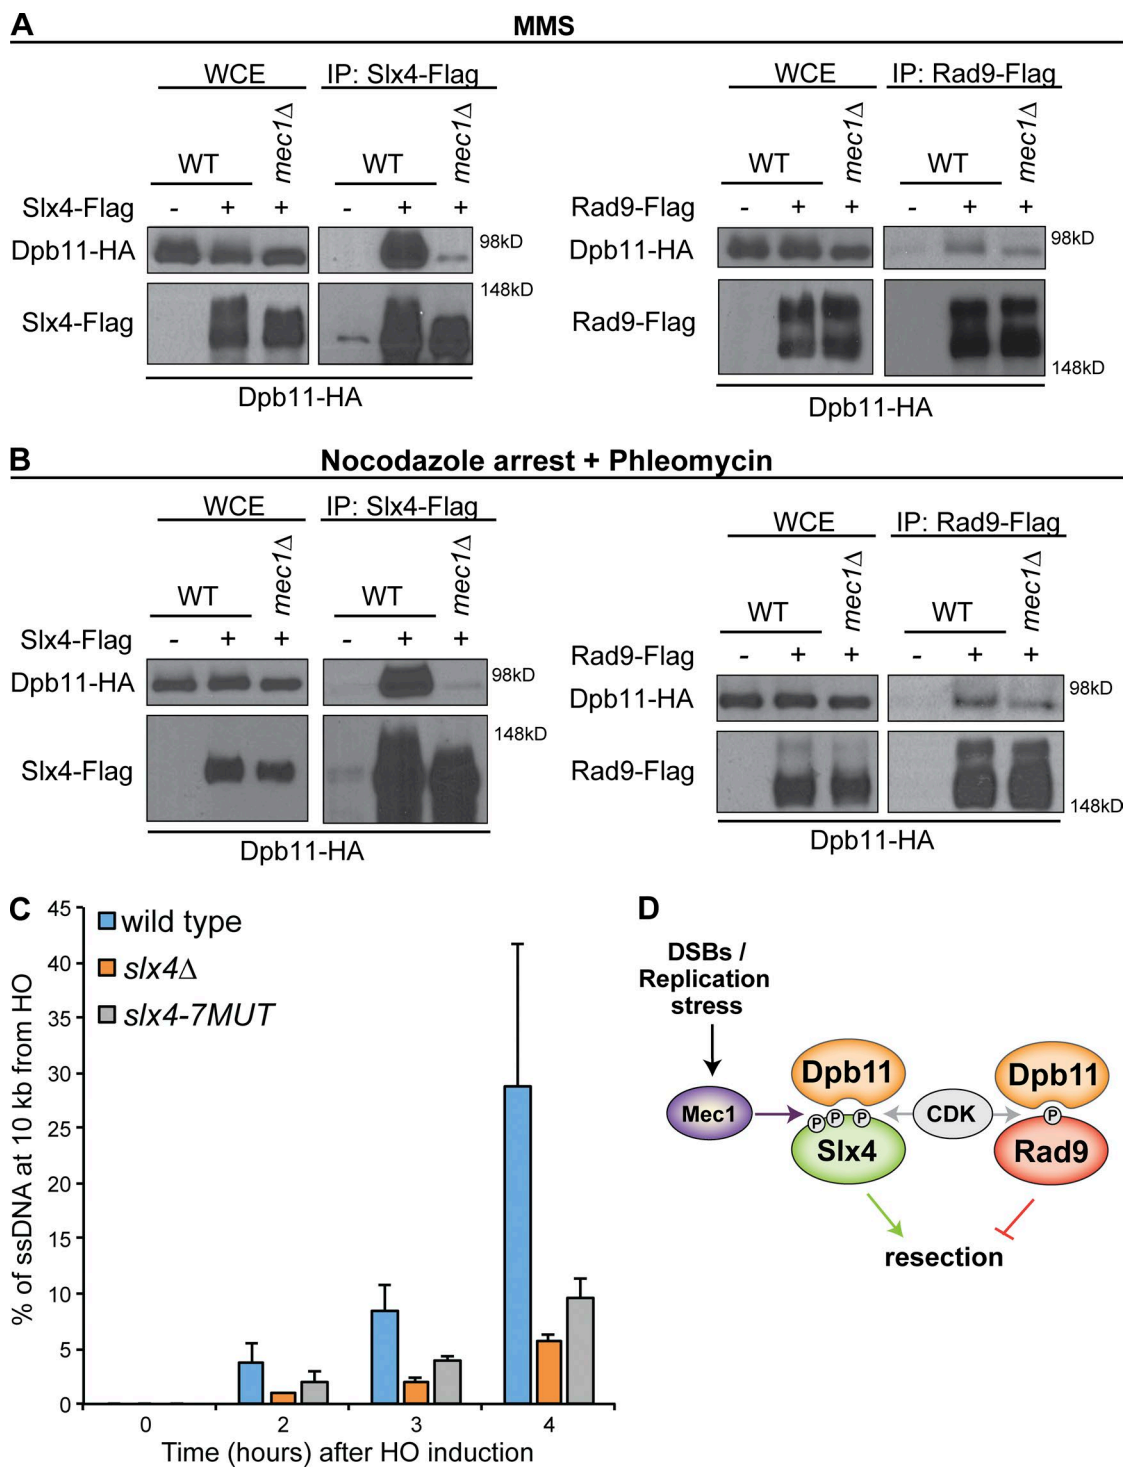 A
MMS
WCE
IP: Slx4-Flag
WT
mec1Δ
WT
mec1Δ
Slx4-Flag
-
+
+
-
+
+
Dpb11-HA
98kD
148kD
Slx4-Flag
Dpb11-HA
WCE
IP: Rad9-Flag
WT
mec1Δ
WT
mec1Δ
Rad9-Flag
-
+
+
-
+
+
Dpb11-HA
98kD
Rad9-Flag
148kD
Dpb11-HA
B
Nocodazole arrest + Phleomycin
WCE
IP: Slx4-Flag
WT
mec1Δ
WT
mec1Δ
Slx4-Flag
-
+
+
-
+
+
Dpb11-HA
98kD
148kD
Slx4-Flag
Dpb11-HA
WCE
IP: Rad9-Flag
WT
mec1Δ
WT
mec1Δ
Rad9-Flag
-
+
+
-
+
+
Dpb11-HA
98kD
Rad9-Flag
148kD
Dpb11-HA
C
% of ssDNA at 10 kb from HO
45
40
35
30
25
20
15
10
5
0
wild type
slx4Δ
slx4-7MUT
0
2
3
4
Time (hours) after HO induction
D
DSBs /
Replication
stress
Mec1
Dpb11
P
P
P
Slx4
CDK
Dpb11
P
Rad9
resection